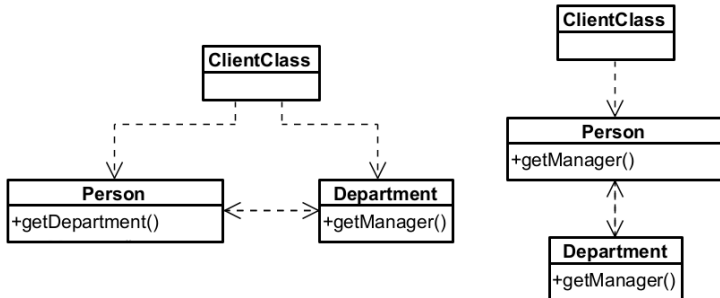 ClientClass
Person
+getDepartment()
Department
+getManager()
ClientClass
Person
+getManager()
Department
+getManager()